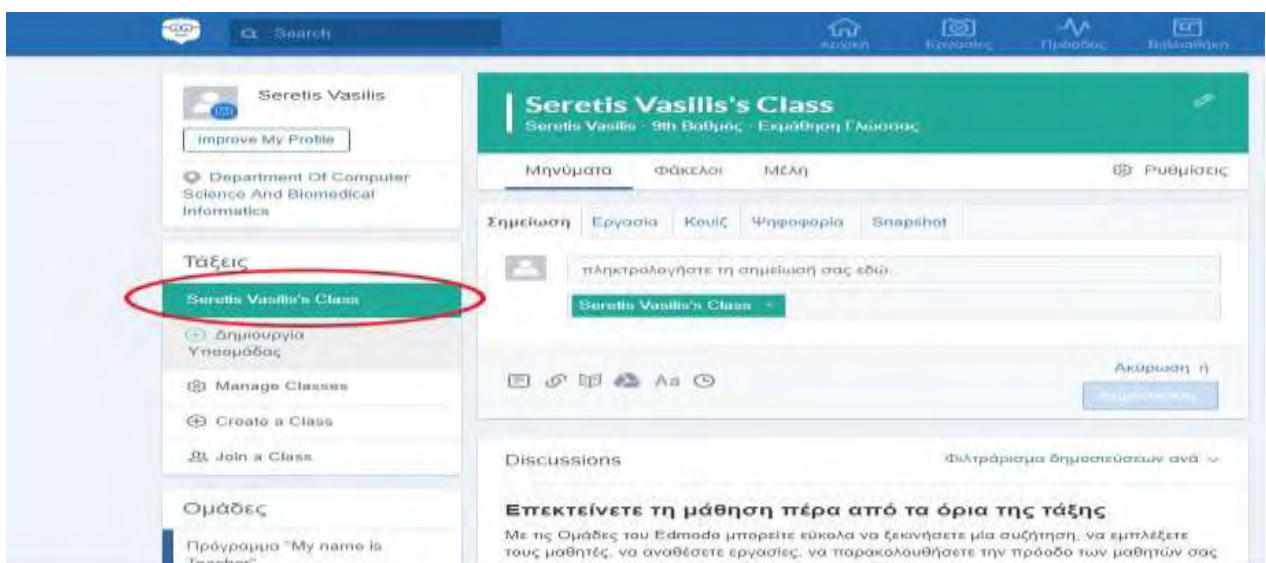 Search
Αρχική Εργασίες Πρόοδος Βιβλιοθήκη
Seretis Vasilis
Improve My Profile
Department Of Computer
Science And Biomedical
Informatics
Τάξεις
Seretis Vasilis's Class
Δημιουργία
Υποομάδας
Manage Classes
Create a Class
Join a Class
Ομάδες
Πρόγραμμα "My name is
Teacher"
Seretis Vasilis's Class
Seretis Vasilis · 9th Βαθμός · Εκμάθηση Γλώσσας
Μηνύματα Φάκελοι Μέλη Ρυθμίσεις
Σημείωση Εργασία Κουίζ Ψηφοφορία Snapshot
πληκτρολογήστε τη σημείωσή σας εδώ...
Seretis Vasilis's Class ×
Aa
Ακύρωση ή
Discussions Φιλτράρισμα δημοσιεύσεων ανά
Επεκτείνετε τη μάθηση πέρα από τα όρια της τάξης
Με τις Ομάδες του Edmodo μπορείτε εύκολα να ξεκινήσετε μία συζήτηση, να εμπλέξετε
τους μαθητές, να αναθέσετε εργασίες, να παρακολουθήσετε την πρόοδο των μαθητών σας